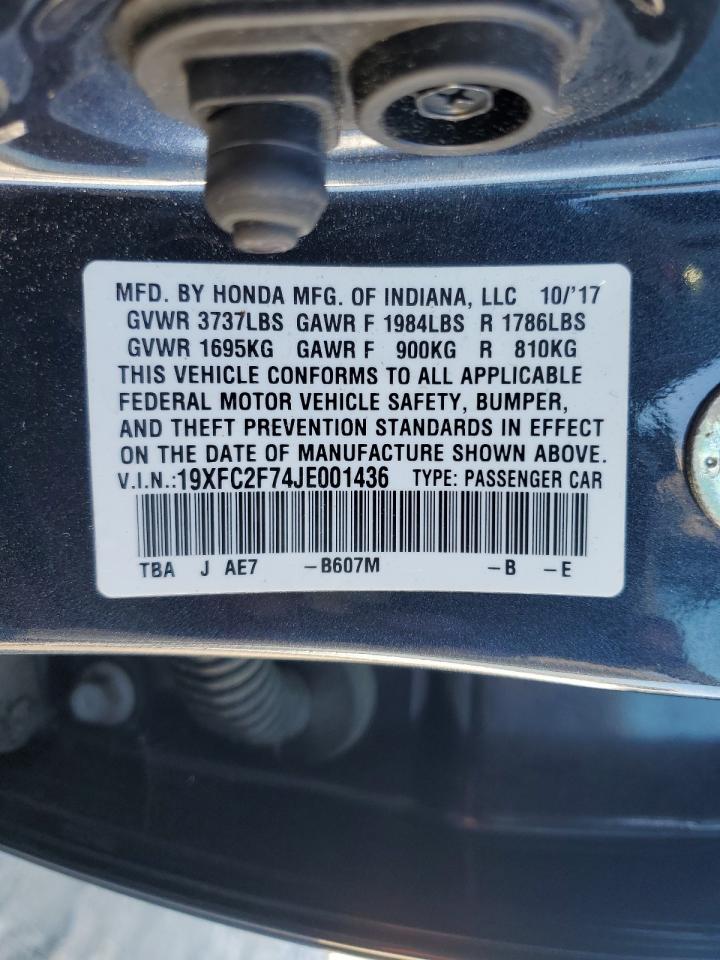 MFD. BY HONDA MFG. OF INDIANA, LLC 10/'17
GVWR 3737LBS GAWR F 1984LBS R 1786LBS
GVWR 1695KG GAWR F 900KG R 810KG
THIS VEHICLE CONFORMS TO ALL APPLICABLE
FEDERAL MOTOR VEHICLE SAFETY, BUMPER,
AND THEFT PREVENTION STANDARDS IN EFFECT
ON THE DATE OF MANUFACTURE SHOWN ABOVE.
V.I.N.:19XFC2F74JE001436 TYPE: PASSENGER CAR
TBA J AE7 -B607M -B -E